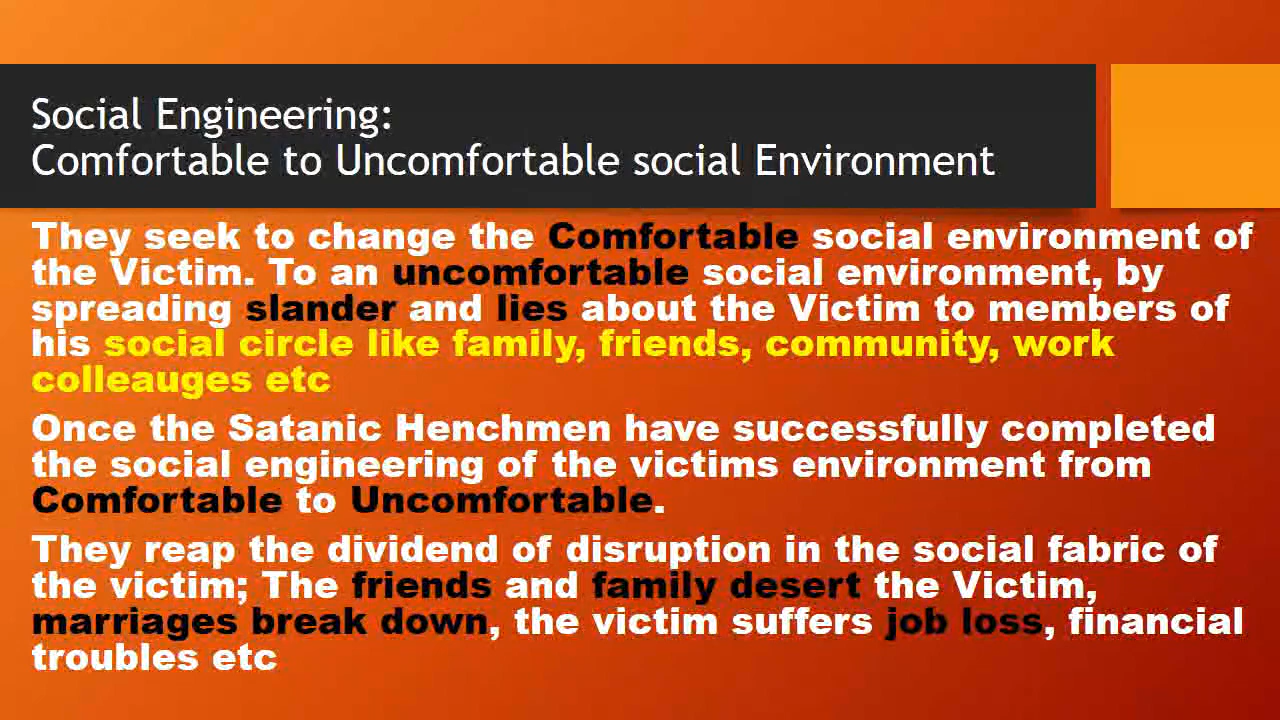 Social Engineering:
Comfortable to Uncomfortable social Environment
They seek to change the Comfortable social environment of
the Victim. To an uncomfortable social environment, by
spreading slander and lies about the Victim to members of
his social circle like family, friends, community, work
colleauges etc
Once the Satanic Henchmen have successfully completed
the social engineering of the victims environment from
Comfortable to Uncomfortable.
They reap the dividend of disruption in the social fabric of
the victim; The friends and family desert the Victim,
marriages break down, the victim suffers job loss, financial
troubles etc